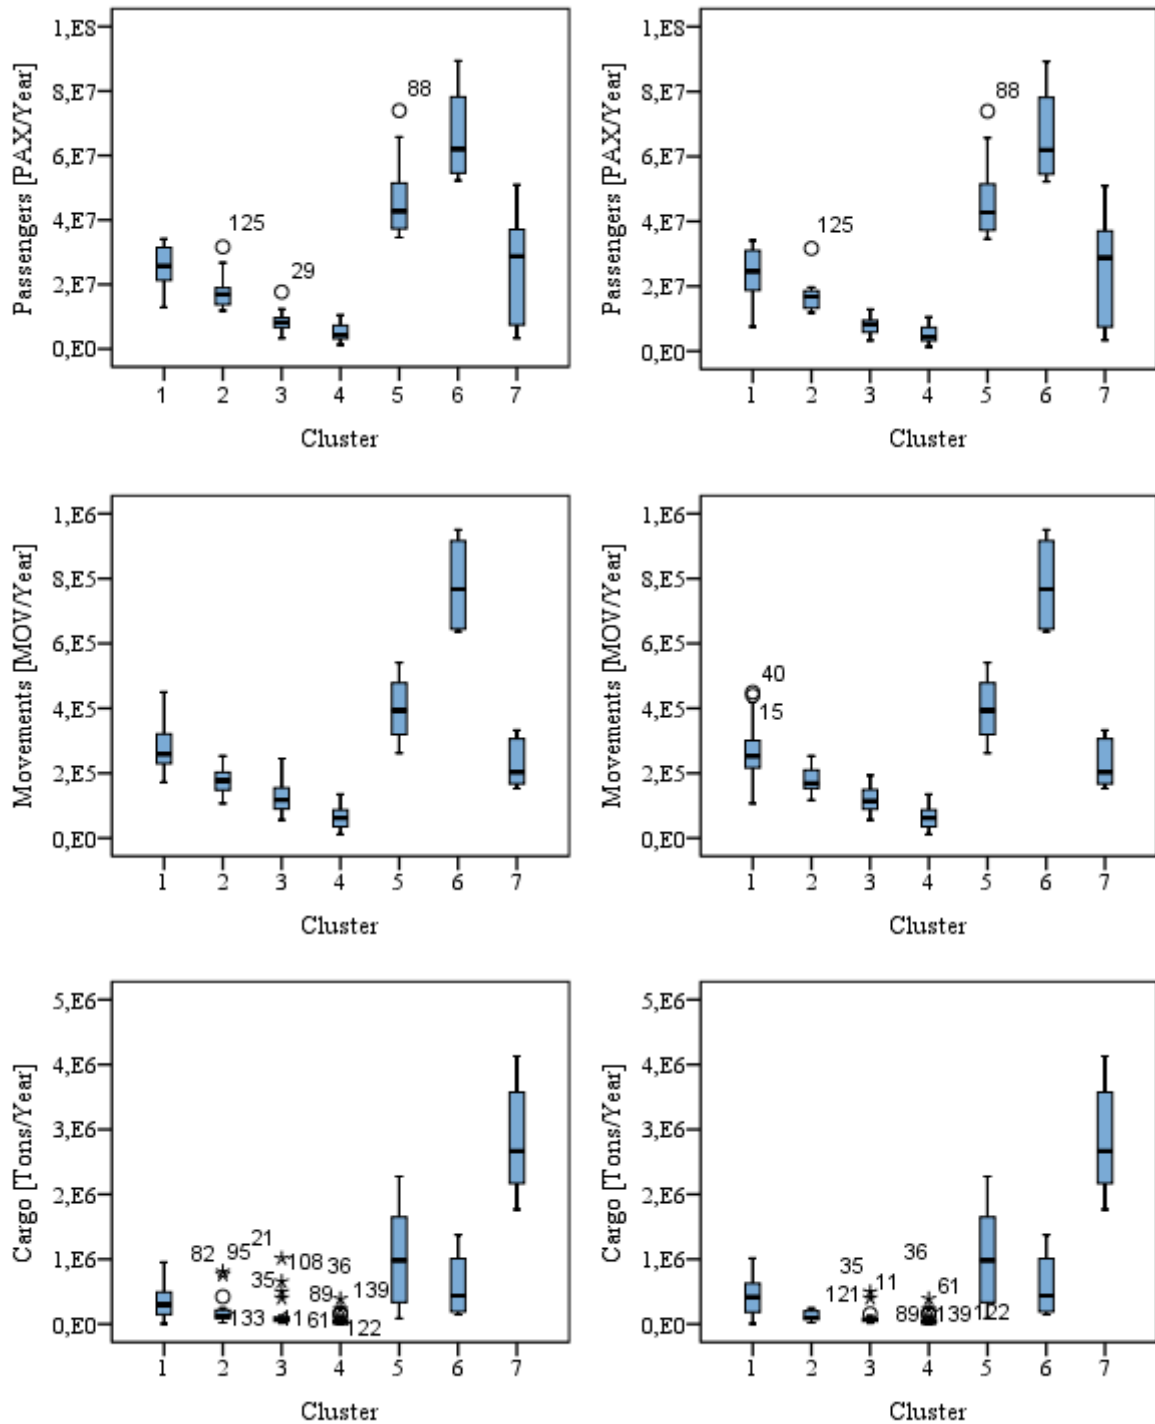 Passengers [PAX/Year]
1,E8
8,E7
6,E7
4,E7
2,E7
0,E0
88
125
29
1 2 3 4 5 6 7
Cluster
Passengers [PAX/Year]
1,E8
8,E7
6,E7
4,E7
2,E7
0,E0
88
125
1 2 3 4 5 6 7
Cluster
Movements [MOV/Year]
1,E6
8,E5
6,E5
4,E5
2,E5
0,E0
1 2 3 4 5 6 7
Cluster
Movements [MOV/Year]
1,E6
8,E5
6,E5
4,E5
2,E5
0,E0
40
15
1 2 3 4 5 6 7
Cluster
Cargo [Tons/Year]
5,E6
4,E6
3,E6
2,E6
1,E6
0,E0
21
82 95 108 36
35 89 139
133 11 61 122
1 2 3 4 5 6 7
Cluster
Cargo [Tons/Year]
5,E6
4,E6
3,E6
2,E6
1,E6
0,E0
36
35
121 11 61
89 139 122
1 2 3 4 5 6 7
Cluster